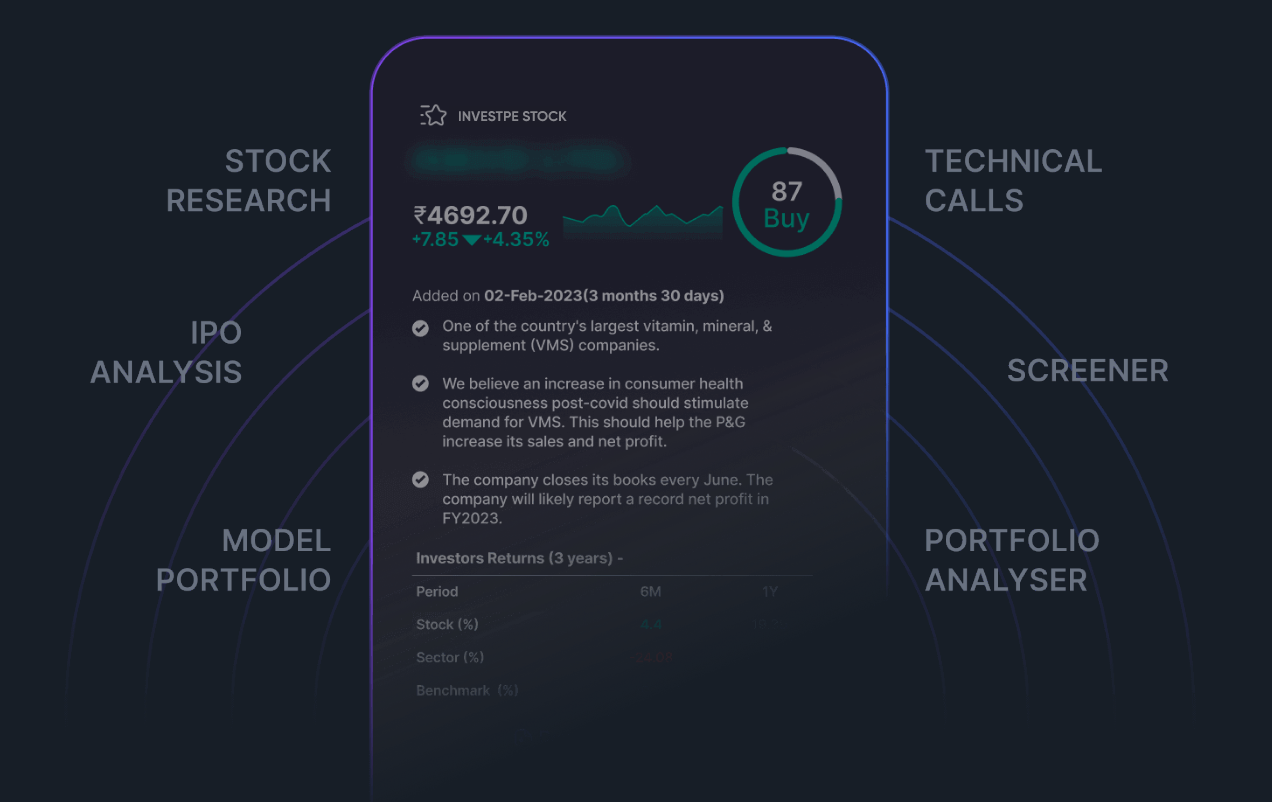 STOCK
RESEARCH
IPO
ANALYSIS
MODEL
PORTFOLIO
INVESTPE STOCK
₹4692.70
+7.85 +4.35%
87
Buy
Added on 02-Feb-2023(3 months 30 days)
One of the country's largest vitamin, mineral, &
supplement (VMS) companies.
We believe an increase in consumer health
consciousness post-covid should stimulate
demand for VMS. This should help the P&G
increase its sales and net profit.
The company closes its books every June. The
company will likely report a record net profit in
FY2023.
Investors Returns (3 years) -
Period 6M 1Y
Stock (%) 4.4
Sector (%)
Benchmark (%)
TECHNICAL
CALLS
SCREENER
PORTFOLIO
ANALYSER